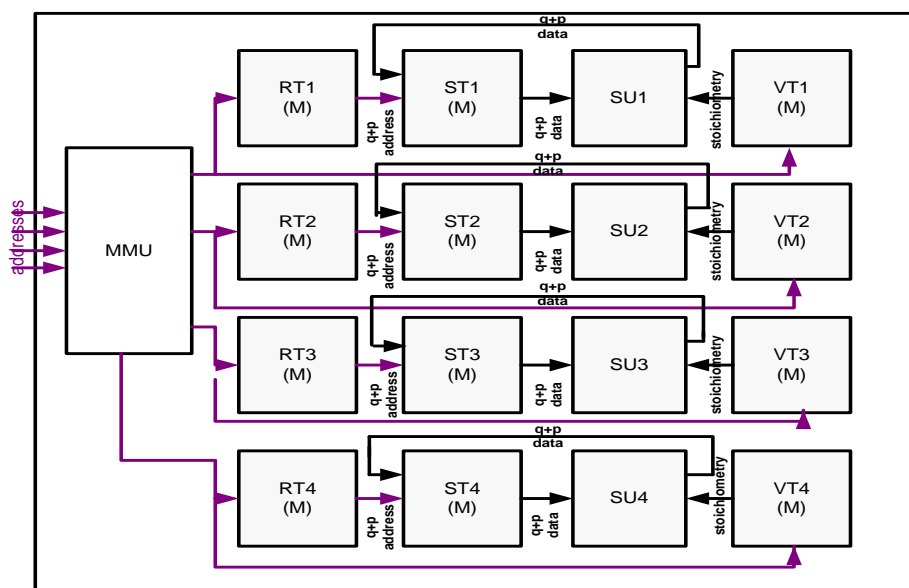 q+p
data
RT1
(M)
ST1
(M)
SU1
VT1
(M)
q+p
address
q+p
data
stoichiometry
q+p
data
RT2
(M)
ST2
(M)
SU2
VT2
(M)
q+p
address
q+p
data
stoichiometry
addresses
MMU
q+p
data
RT3
(M)
ST3
(M)
SU3
VT3
(M)
q+p
address
q+p
data
stoichiometry
q+p
data
RT4
(M)
ST4
(M)
SU4
VT4
(M)
q+p
address
q+p
data
stoichiometry